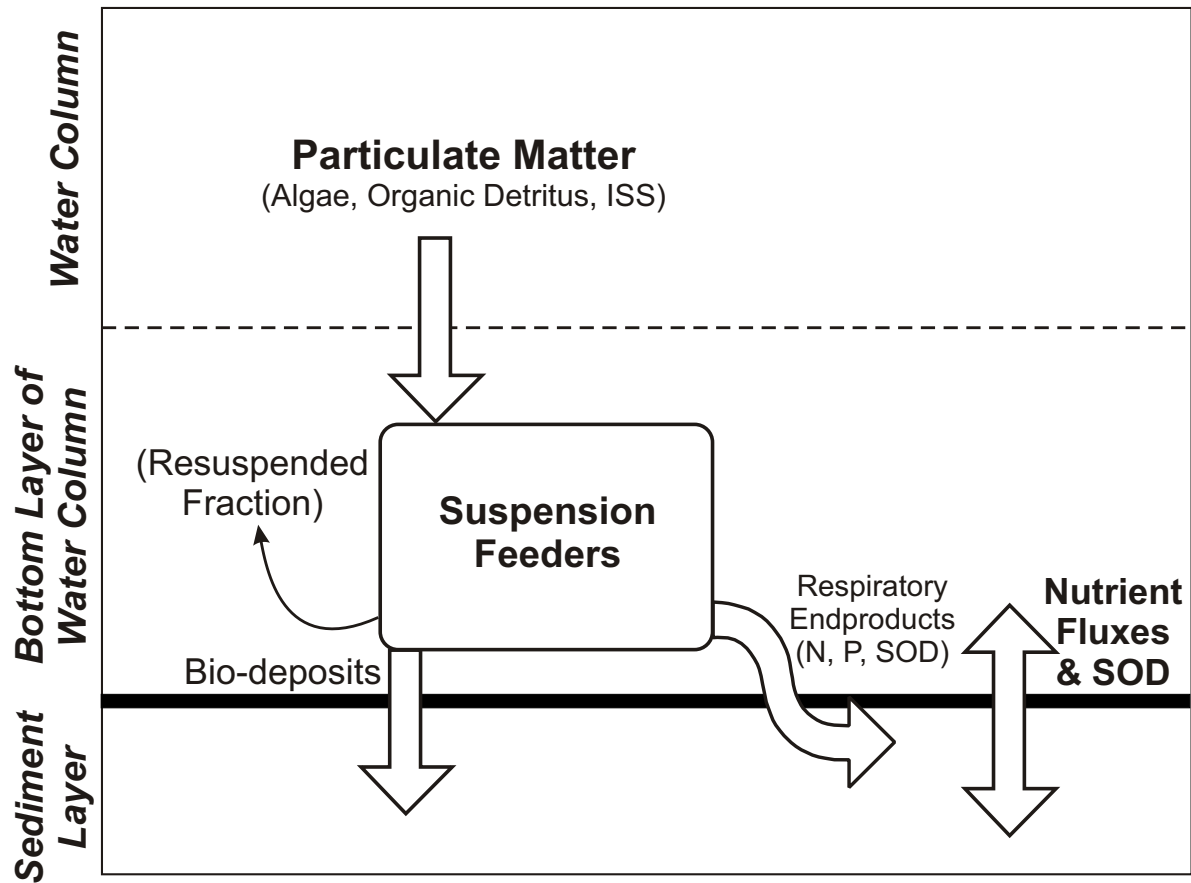 Water Column
Particulate Matter
(Algae, Organic Detritus, ISS)
Bottom Layer of
Water Column
(Resuspended
Fraction)
Suspension
Feeders
Respiratory
Endproducts
(N, P, SOD)
Nutrient
Fluxes
& SOD
Bio-deposits
Sediment
Layer